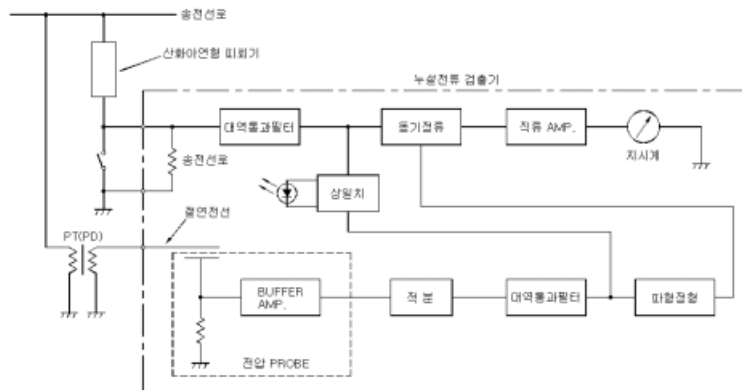 송전선로
산화아연형 피뢰기
누설전류 검출기
대역통과필터
동기정류
직류 AMP.
지시계
송전선로
상일치
절연전선
PT(PD)
BUFFER
AMP.
적 분
대역통과필터
파형정형
전압 PROBE